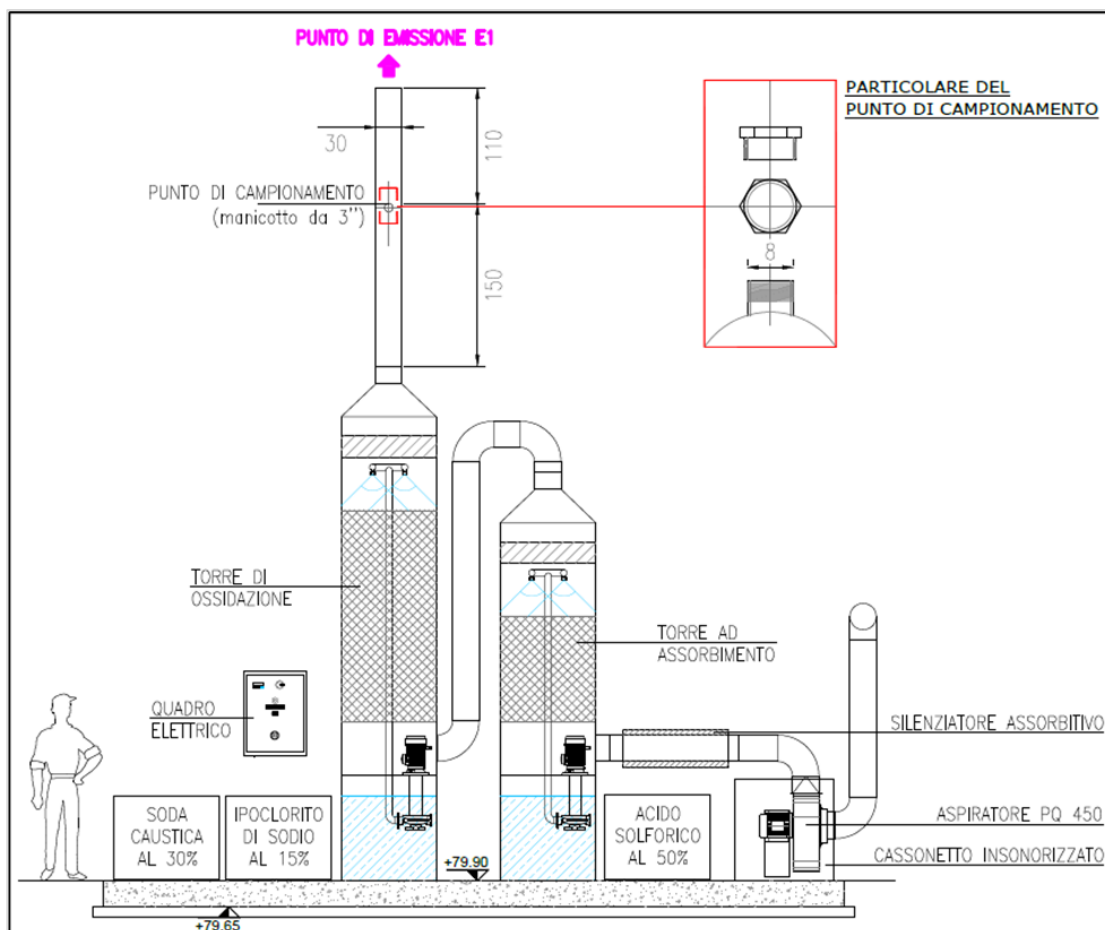 PUNTO DI EMISSIONE E1
PARTICOLARE DEL
PUNTO DI CAMPIONAMENTO
30
110
PUNTO DI CAMPIONAMENTO
(manicotto da 3'')
8
150
TORRE DI
OSSIDAZIONE
TORRE AD
ASSORBIMENTO
QUADRO
ELETTRICO
SILENZIATORE ASSORBITIVO
SODA
CAUSTICA
AL 30%
IPOCLORITO
DI SODIO
AL 15%
ACIDO
SOLFORICO
AL 50%
ASPIRATORE PQ 450
CASSONETTO INSONORIZZATO
+79.90
+79.65